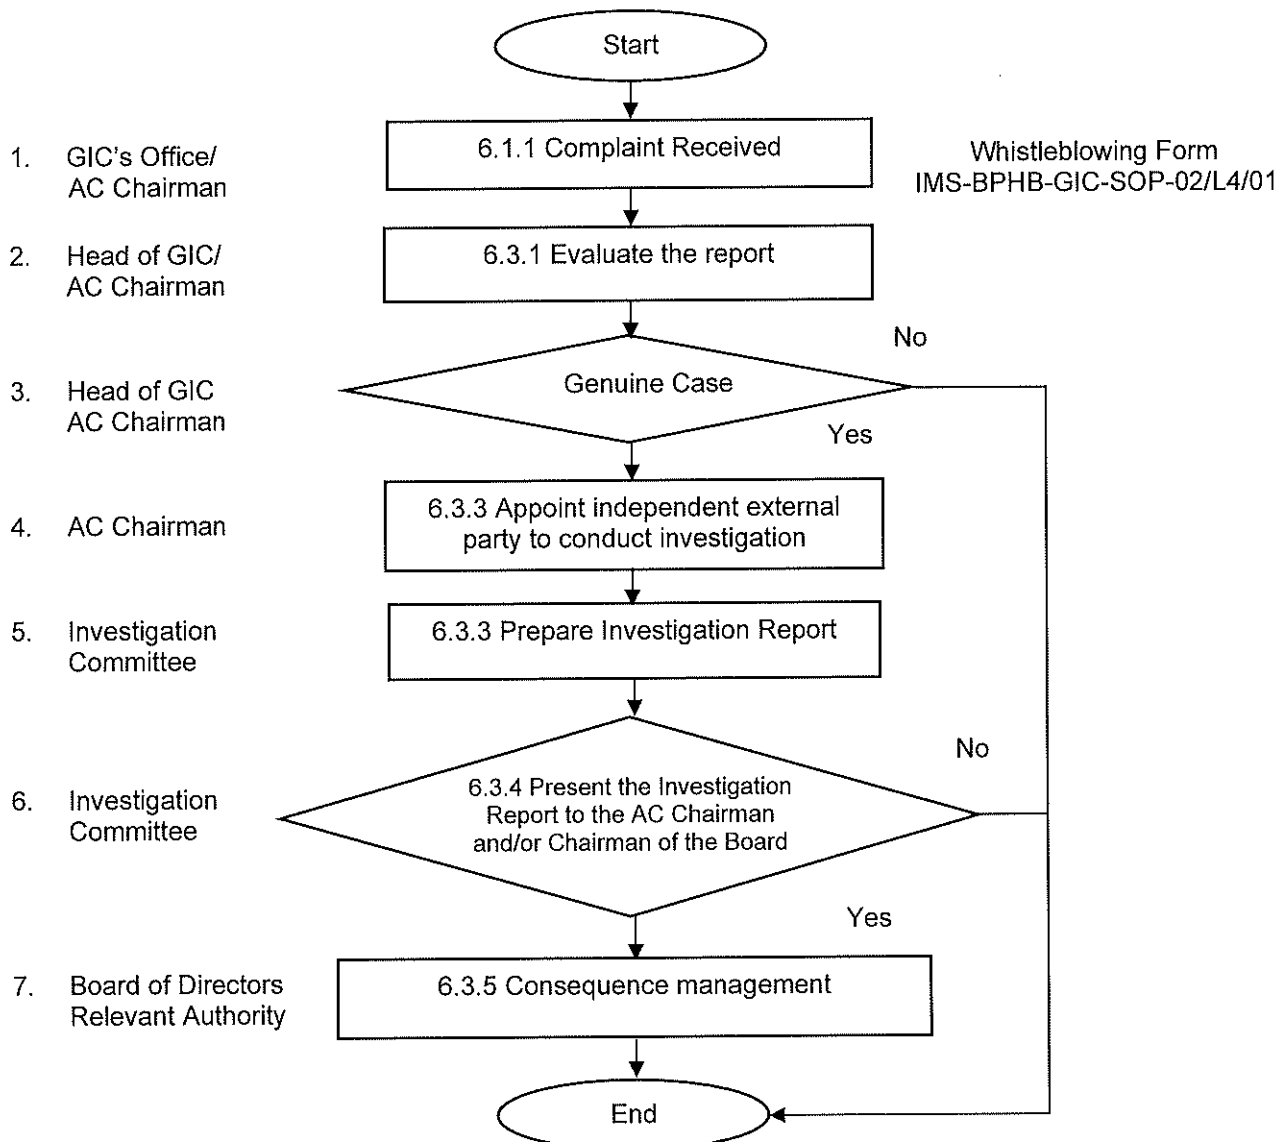 Start
1. GIC's Office/
AC Chairman
6.1.1 Complaint Received
Whistleblowing Form
IMS-BPHB-GIC-SOP-02/L4/01
2. Head of GIC/
AC Chairman
6.3.1 Evaluate the report
No
3. Head of GIC
AC Chairman
Genuine Case
Yes
4. AC Chairman
6.3.3 Appoint independent external
party to conduct investigation
5. Investigation
Committee
6.3.3 Prepare Investigation Report
No
6. Investigation
Committee
6.3.4 Present the Investigation
Report to the AC Chairman
and/or Chairman of the Board
Yes
7. Board of Directors
Relevant Authority
6.3.5 Consequence management
End